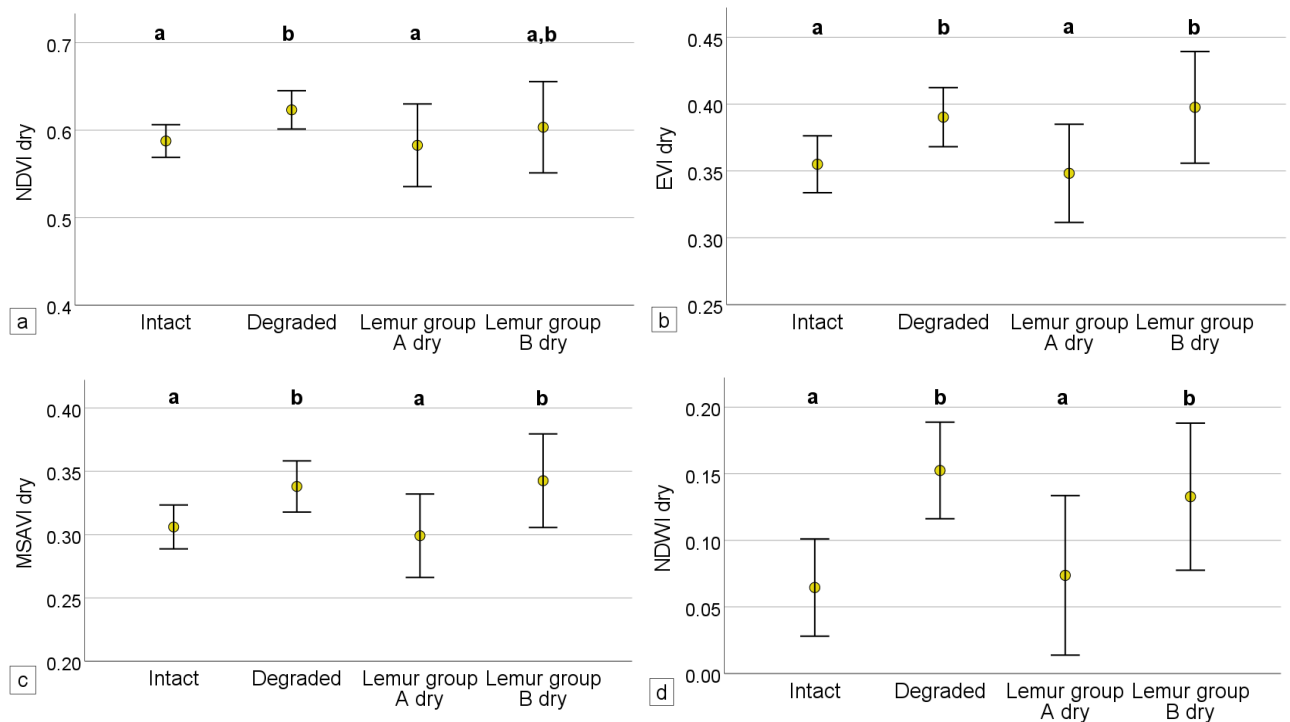 a b a a,b
0.7
0.6
0.5
0.4
NDVI dry
Intact Degraded Lemur group Lemur group
A dry B dry
a
a b a b
0.45
0.40
0.35
0.30
0.25
EVI dry
Intact Degraded Lemur group Lemur group
A dry B dry
b
a b a b
0.40
0.35
0.30
0.25
0.20
MSAVI dry
Intact Degraded Lemur group Lemur group
A dry B dry
c
a b a b
0.20
0.15
0.10
0.05
0.00
NDWI dry
Intact Degraded Lemur group Lemur group
A dry B dry
d